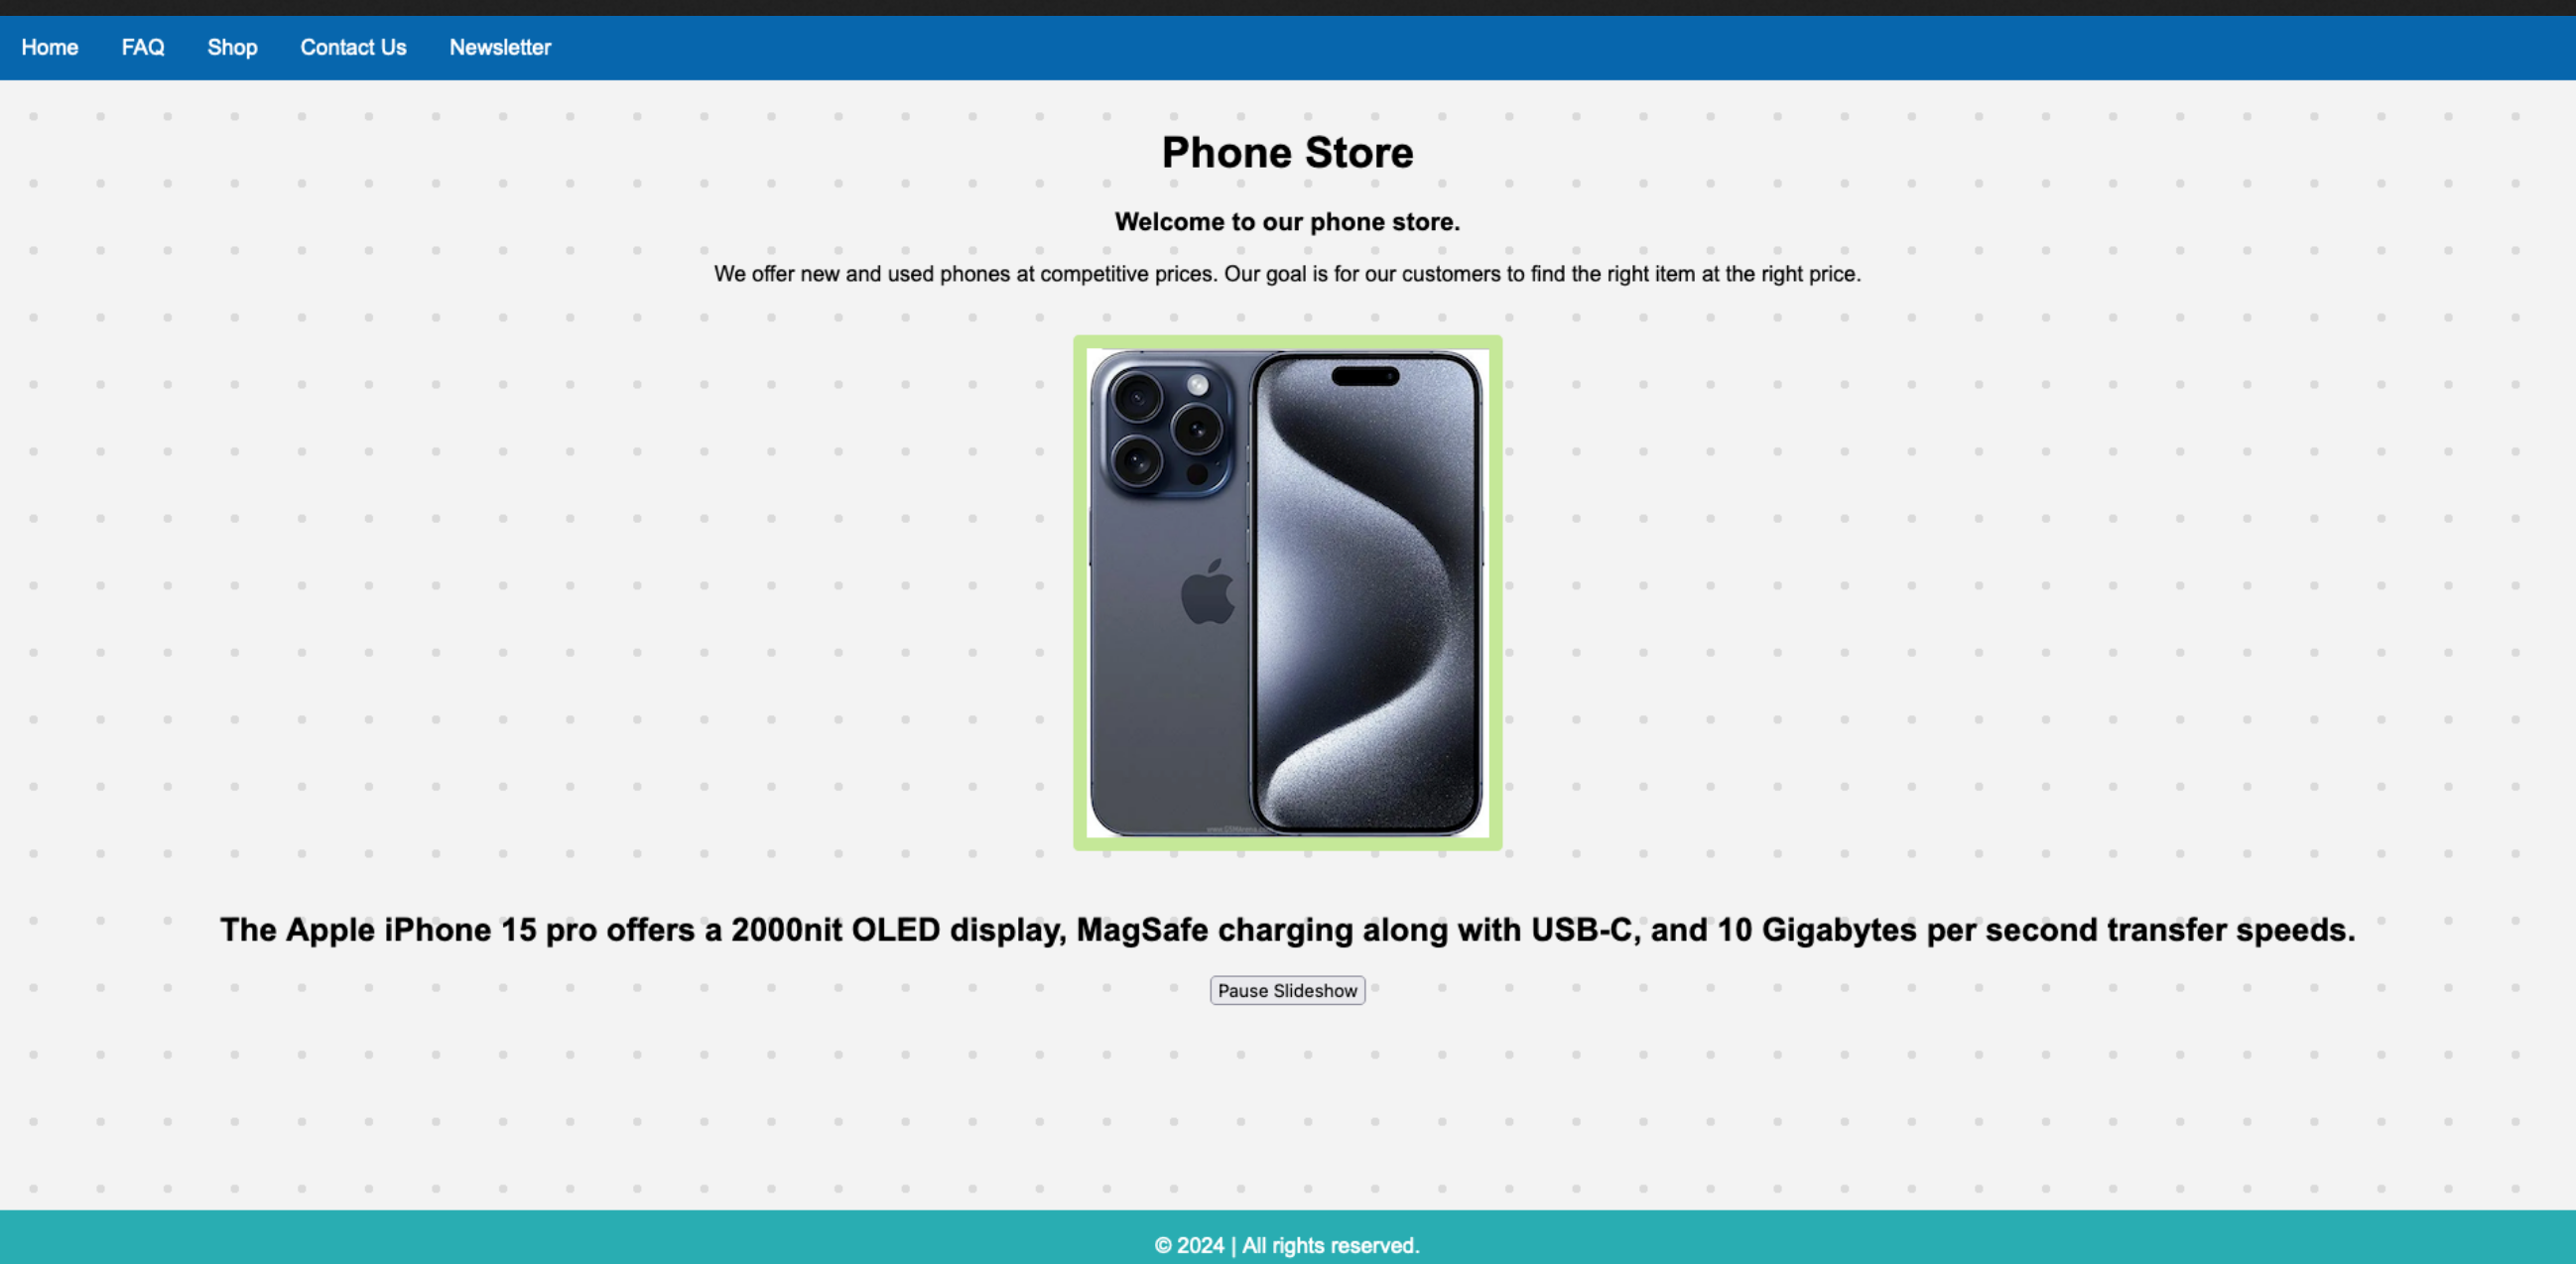 Home FAQ Shop Contact Us Newsletter
Phone Store
Welcome to our phone store.
We offer new and used phones at competitive prices. Our goal is for our customers to find the right item at the right price.
The Apple iPhone 15 pro offers a 2000nit OLED display, MagSafe charging along with USB-C, and 10 Gigabytes per second transfer speeds.
Pause Slideshow
© 2024 | All rights reserved.